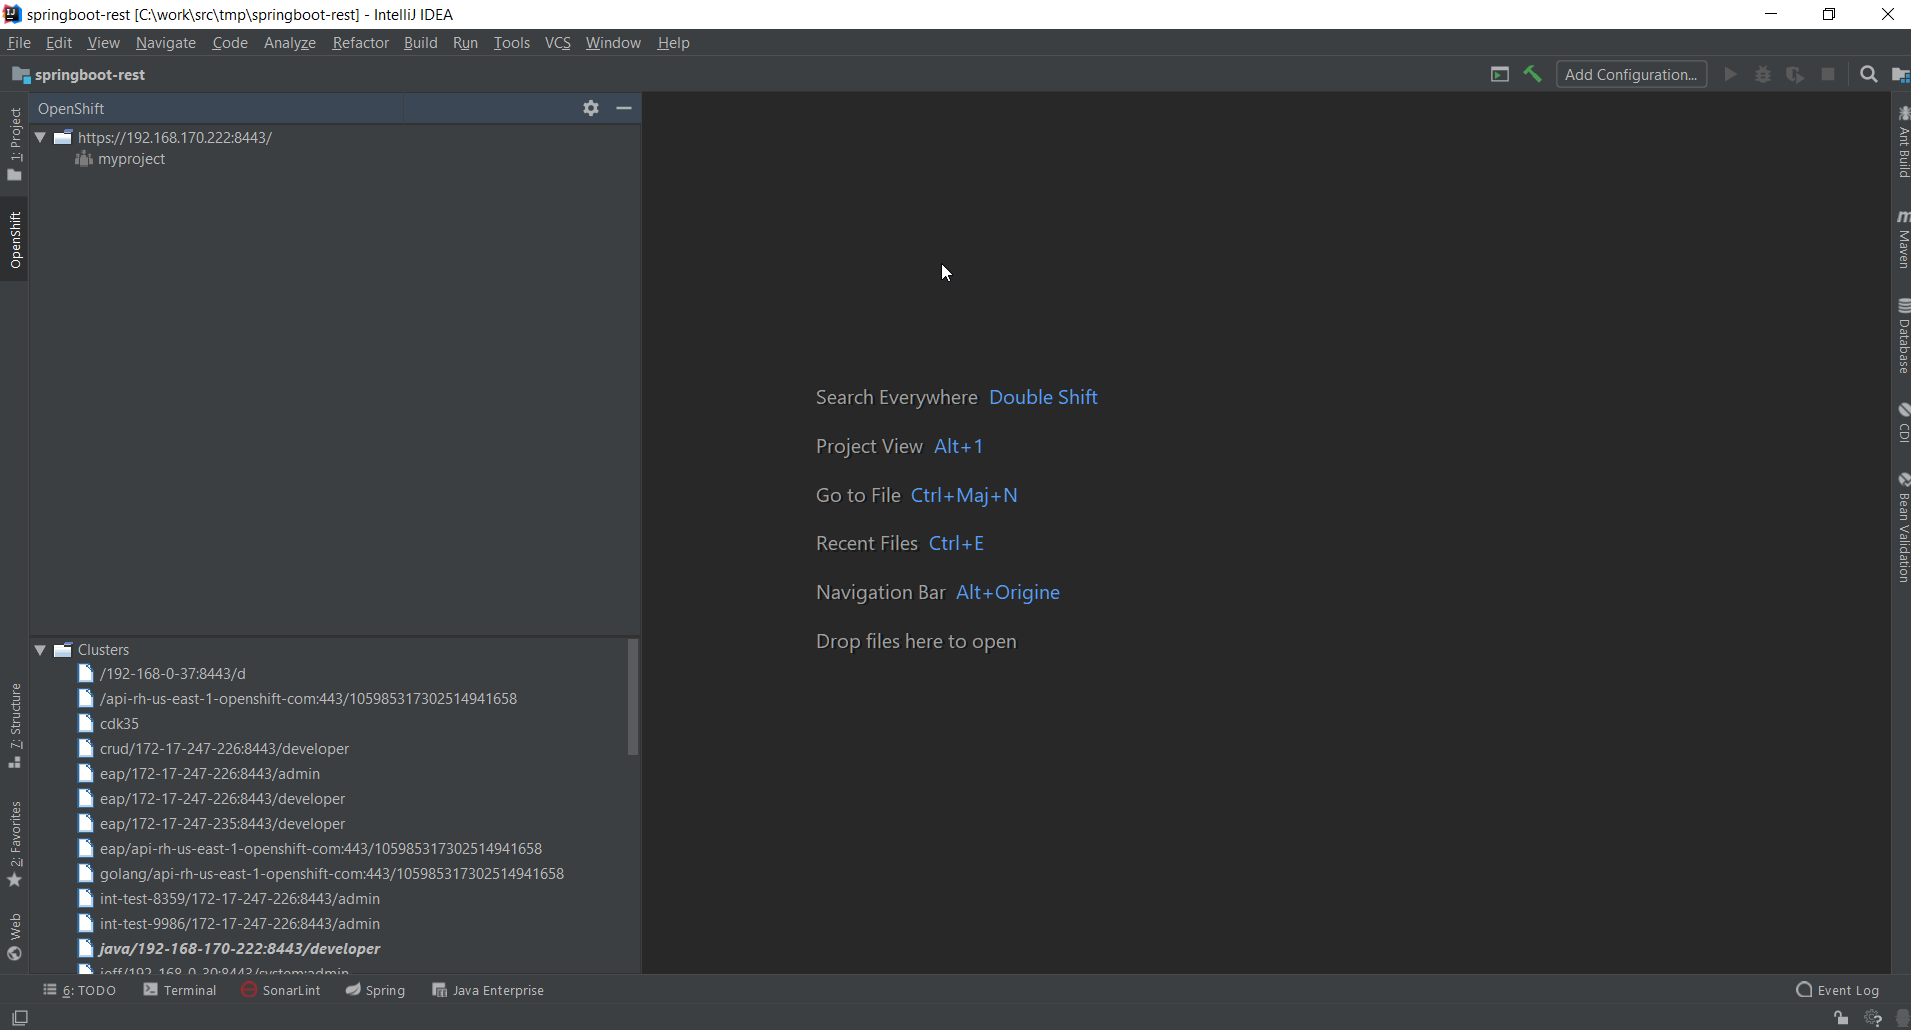 springboot-rest [C:\work\src\tmp\springboot-rest] - IntelliJ IDEA
File Edit View Navigate Code Analyze Refactor Build Run Tools VCS Window Help
springboot-rest
Add Configuration...
OpenShift
https://192.168.170.222:8443/
myproject
1: Project
OpenShift
7: Structure
2: Favorites
Web
Search Everywhere Double Shift
Project View Alt+1
Go to File Ctrl+Maj+N
Recent Files Ctrl+E
Navigation Bar Alt+Origine
Drop files here to open
Clusters
/192-168-0-37:8443/d
/api-rh-us-east-1-openshift-com:443/105985317302514941658
cdk35
crud/172-17-247-226:8443/developer
eap/172-17-247-226:8443/admin
eap/172-17-247-226:8443/developer
eap/172-17-247-235:8443/developer
eap/api-rh-us-east-1-openshift-com:443/105985317302514941658
golang/api-rh-us-east-1-openshift-com:443/105985317302514941658
int-test-8359/172-17-247-226:8443/admin
int-test-9986/172-17-247-226:8443/admin
java/192-168-170-222:8443/developer
jeff/192-168-0-30:8443/system:admin
Ant Build
Maven
Database
CDI
Bean Validation
6: TODO Terminal SonarLint Spring Java Enterprise Event Log